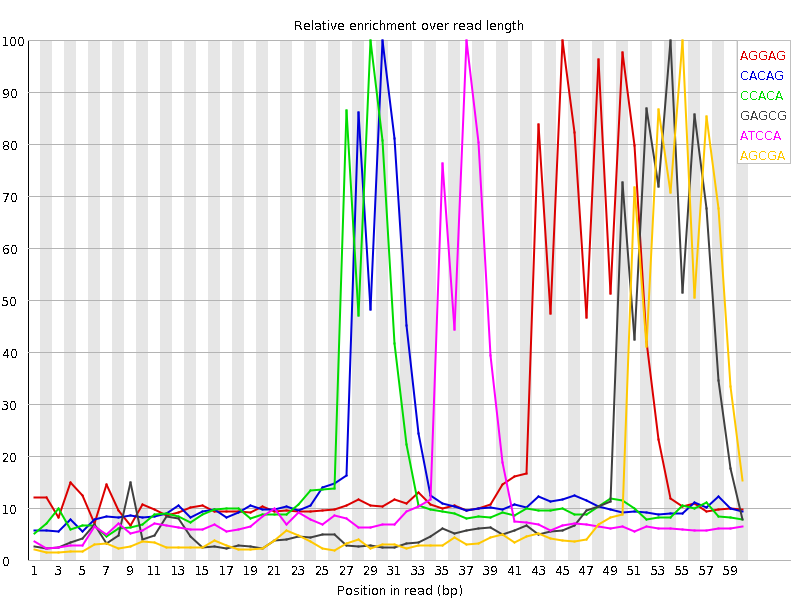 Relative enrichment over read length
100
90
80
70
60
50
40
30
20
10
0
AGGAG
CACAG
CCACA
GAGCG
ATCCA
AGCGA
1 3 5 7 9 11 13 15 17 19 21 23 25 27 29 31 33 35 37 39 41 43 45 47 49 51 53 55 57 59
Position in read (bp)